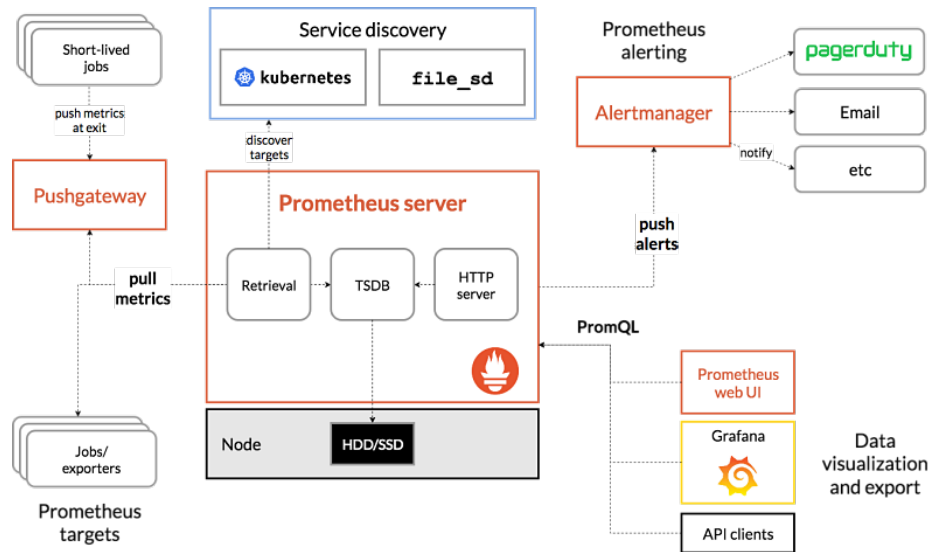 Short-lived
jobs
push metrics
at exit
Pushgateway
pull
metrics
Jobs/
exporters
Prometheus
targets
Service discovery
kubernetes
file_sd
discover
targets
Prometheus server
Retrieval
TSDB
HTTP
server
Node
HDD/SSD
Prometheus
alerting
Alertmanager
pagerduty
Email
notify
etc
push
alerts
PromQL
Prometheus
web UI
Grafana
API clients
Data
visualization
and export